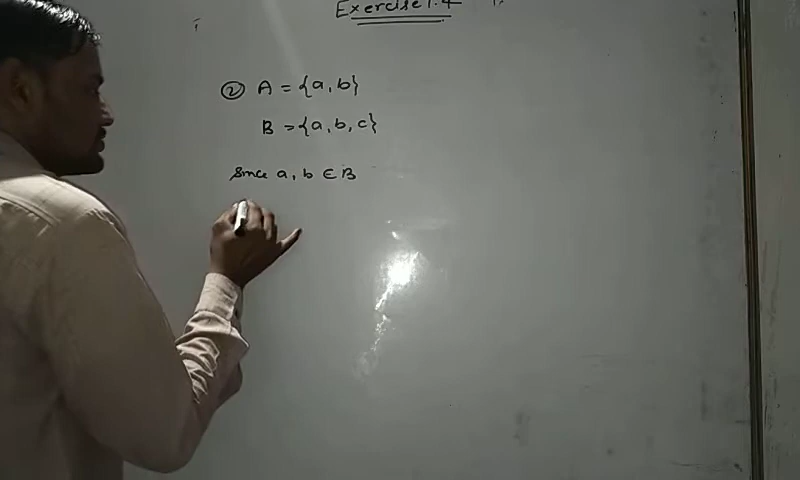 Exercise 1.4
② A = {a, b}
B = {a, b, c}
Since a, b ∈ B